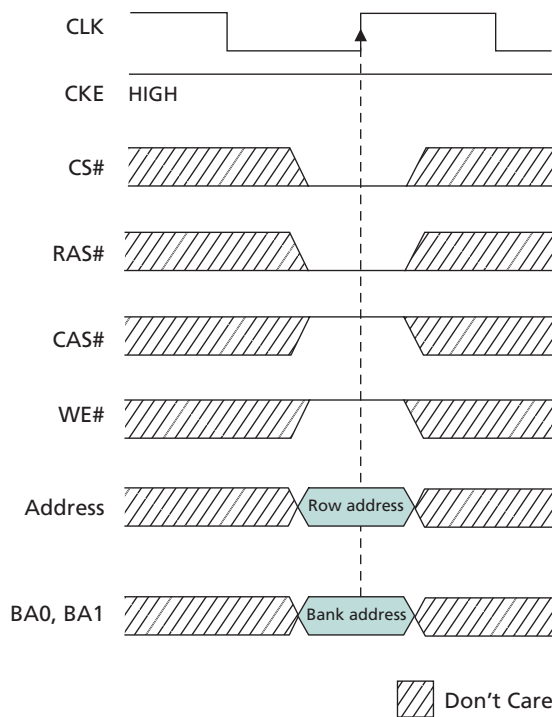 CLK
CKE HIGH
CS#
RAS#
CAS#
WE#
Address Row address
BA0, BA1 Bank address
Don't Care